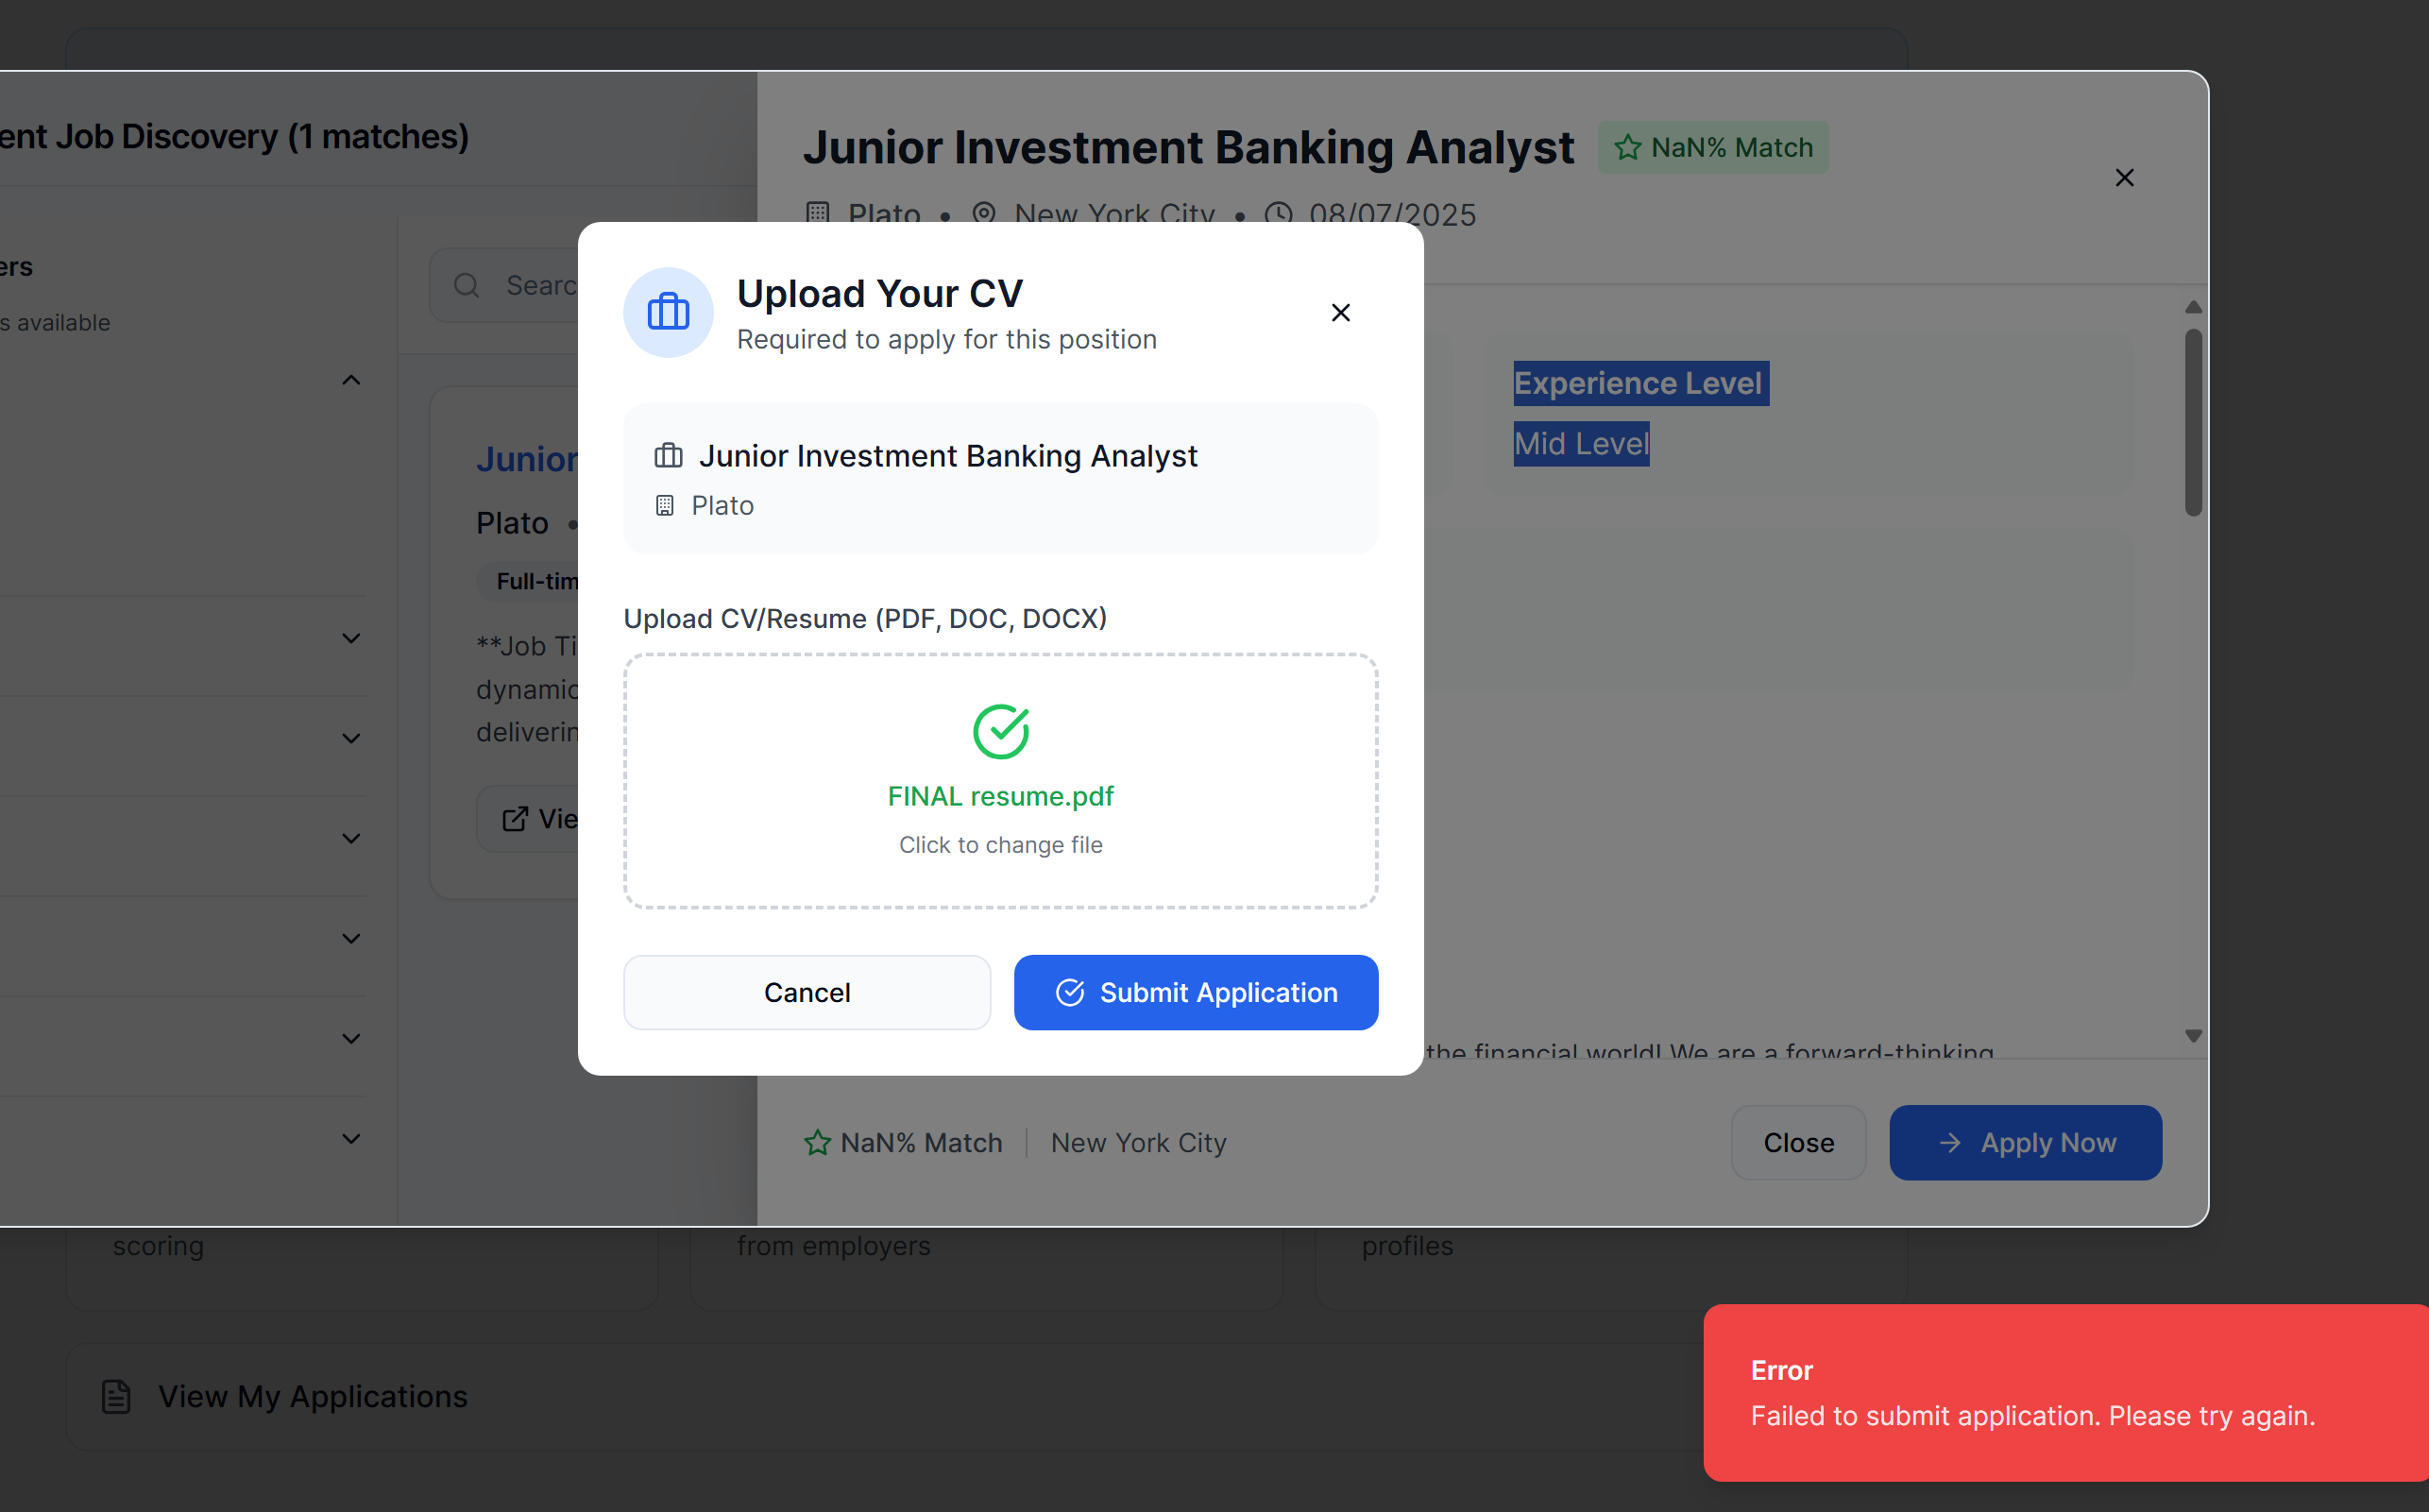 ent Job Discovery (1 matches)
ers
s available
Searc
Junior
Plato •
Full-tim
**Job Ti
dynamic
deliverin
Vie
Junior Investment Banking Analyst
NaN% Match
Plato • New York City • 08/07/2025
Experience Level
Mid Level
the financial world! We are a forward-thinking
NaN% Match
New York City
Close
Apply Now
Upload Your CV
Required to apply for this position
Junior Investment Banking Analyst
Plato
Upload CV/Resume (PDF, DOC, DOCX)
FINAL resume.pdf
Click to change file
Cancel
Submit Application
scoring
from employers
profiles
View My Applications
Error
Failed to submit application. Please try again.